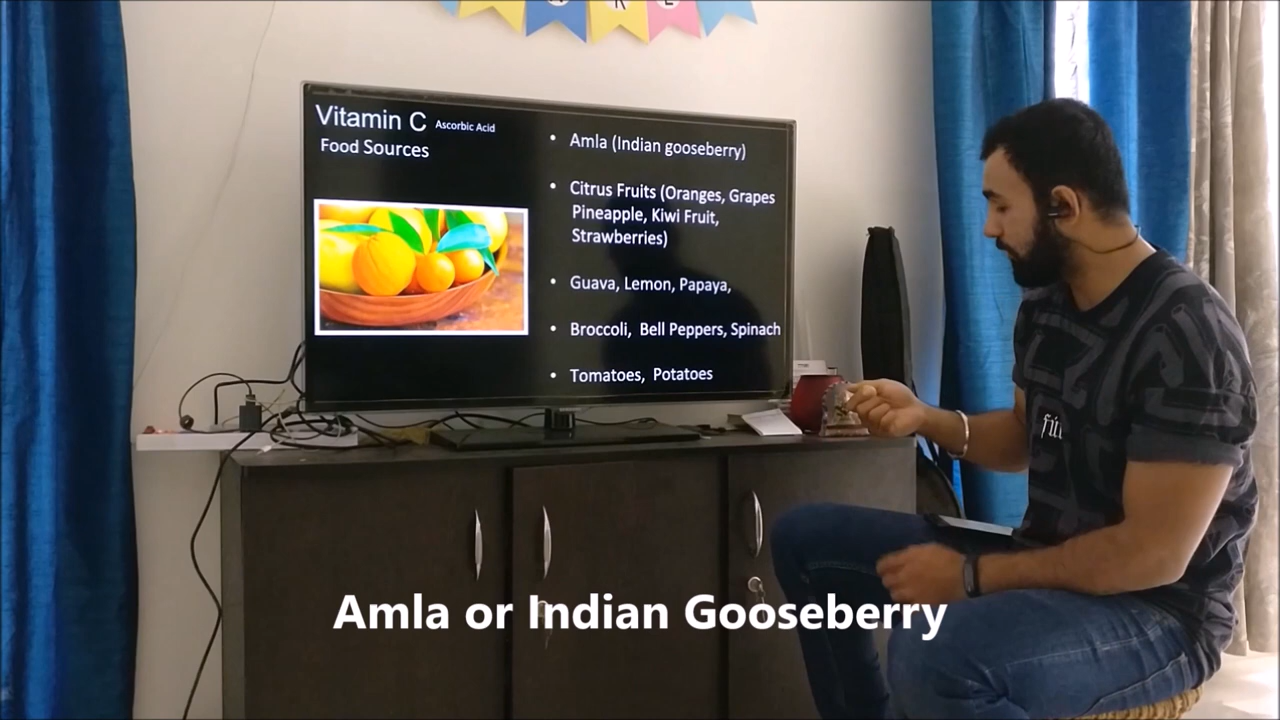 Vitamin C Ascorbic Acid
Food Sources
• Amla (Indian gooseberry)
• Citrus Fruits (Oranges, Grapes
Pineapple, Kiwi Fruit,
Strawberries)
• Guava, Lemon, Papaya,
• Broccoli, Bell Peppers, Spinach
• Tomatoes, Potatoes
Amla or Indian Gooseberry